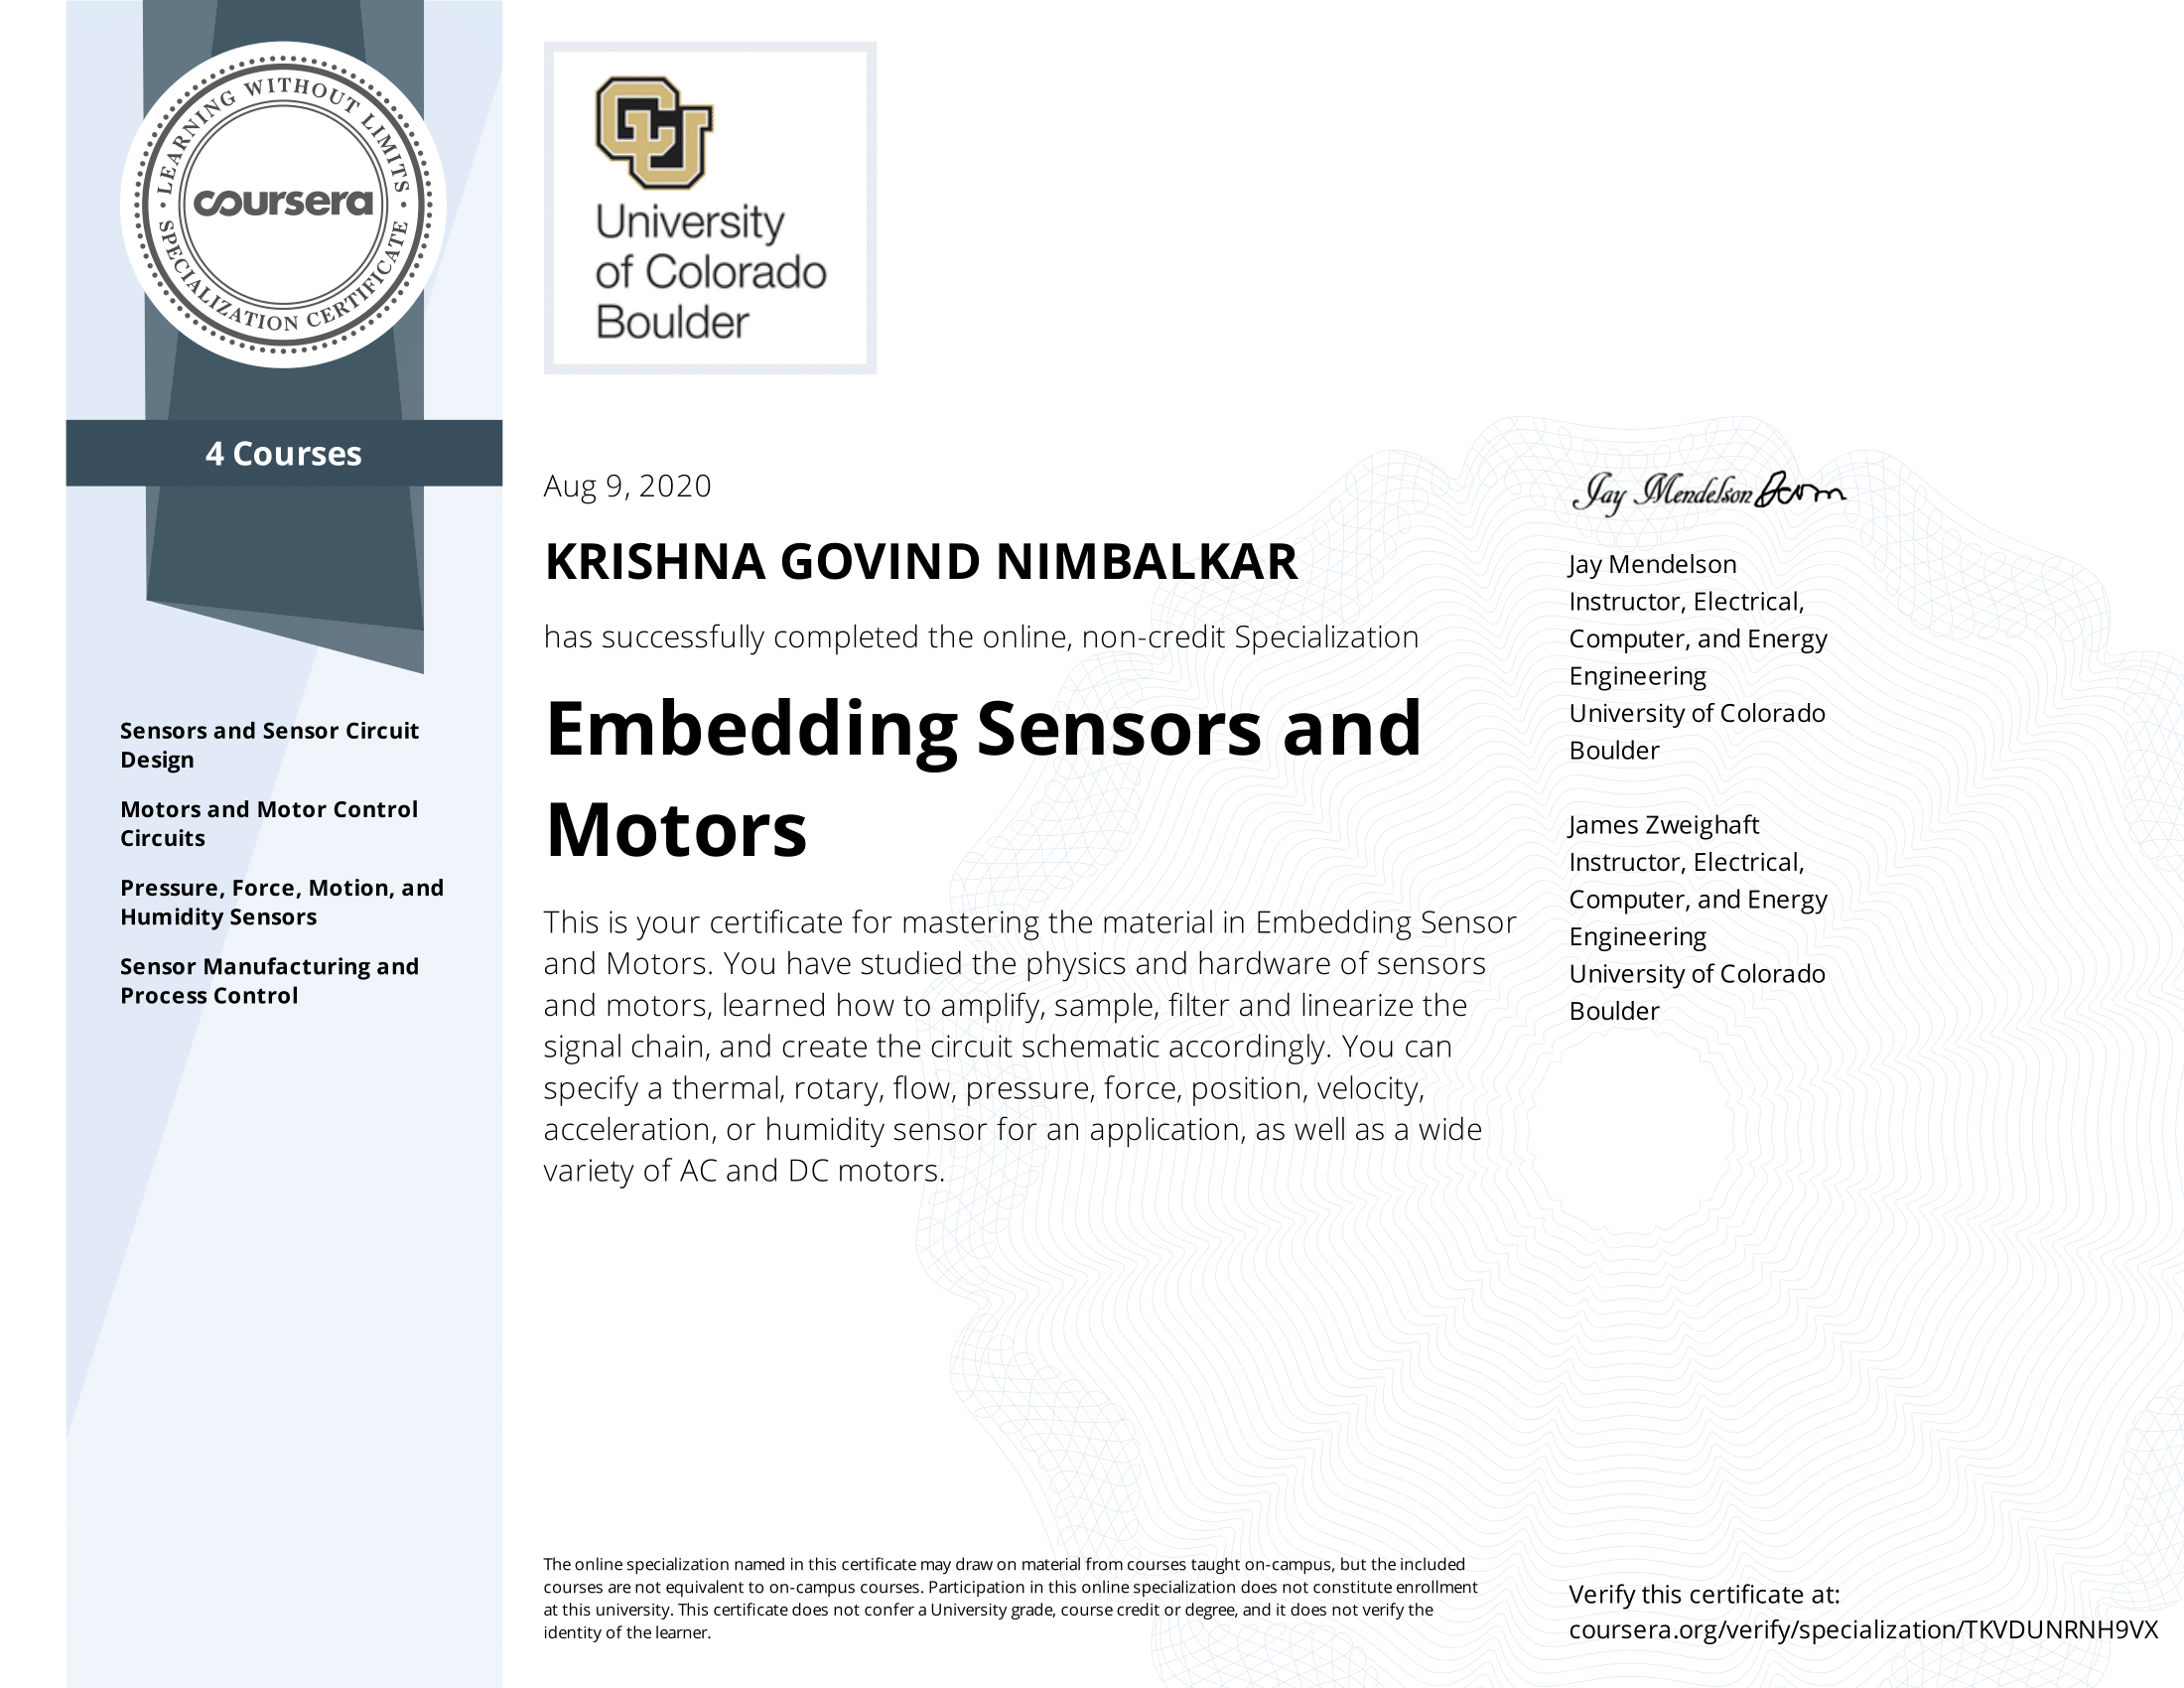 LEARNING WITHOUT LIMITS
coursera
SPECIALIZATION CERTIFICATE
4 Courses
Sensors and Sensor Circuit
Design
Motors and Motor Control
Circuits
Pressure, Force, Motion, and
Humidity Sensors
Sensor Manufacturing and
Process Control
CU
University
of Colorado
Boulder
Aug 9, 2020
KRISHNA GOVIND NIMBALKAR
has successfully completed the online, non-credit Specialization
Embedding Sensors and
Motors
This is your certificate for mastering the material in Embedding Sensor
and Motors. You have studied the physics and hardware of sensors
and motors, learned how to amplify, sample, filter and linearize the
signal chain, and create the circuit schematic accordingly. You can
specify a thermal, rotary, flow, pressure, force, position, velocity,
acceleration, or humidity sensor for an application, as well as a wide
variety of AC and DC motors.
The online specialization named in this certificate may draw on material from courses taught on-campus, but the included
courses are not equivalent to on-campus courses. Participation in this online specialization does not constitute enrollment
at this university. This certificate does not confer a University grade, course credit or degree, and it does not verify the
identity of the learner.
Jay Mendelson
Jay Mendelson
Instructor, Electrical,
Computer, and Energy
Engineering
University of Colorado
Boulder
James Zweighaft
Instructor, Electrical,
Computer, and Energy
Engineering
University of Colorado
Boulder
Verify this certificate at:
coursera.org/verify/specialization/TKVDUNRNH9VX